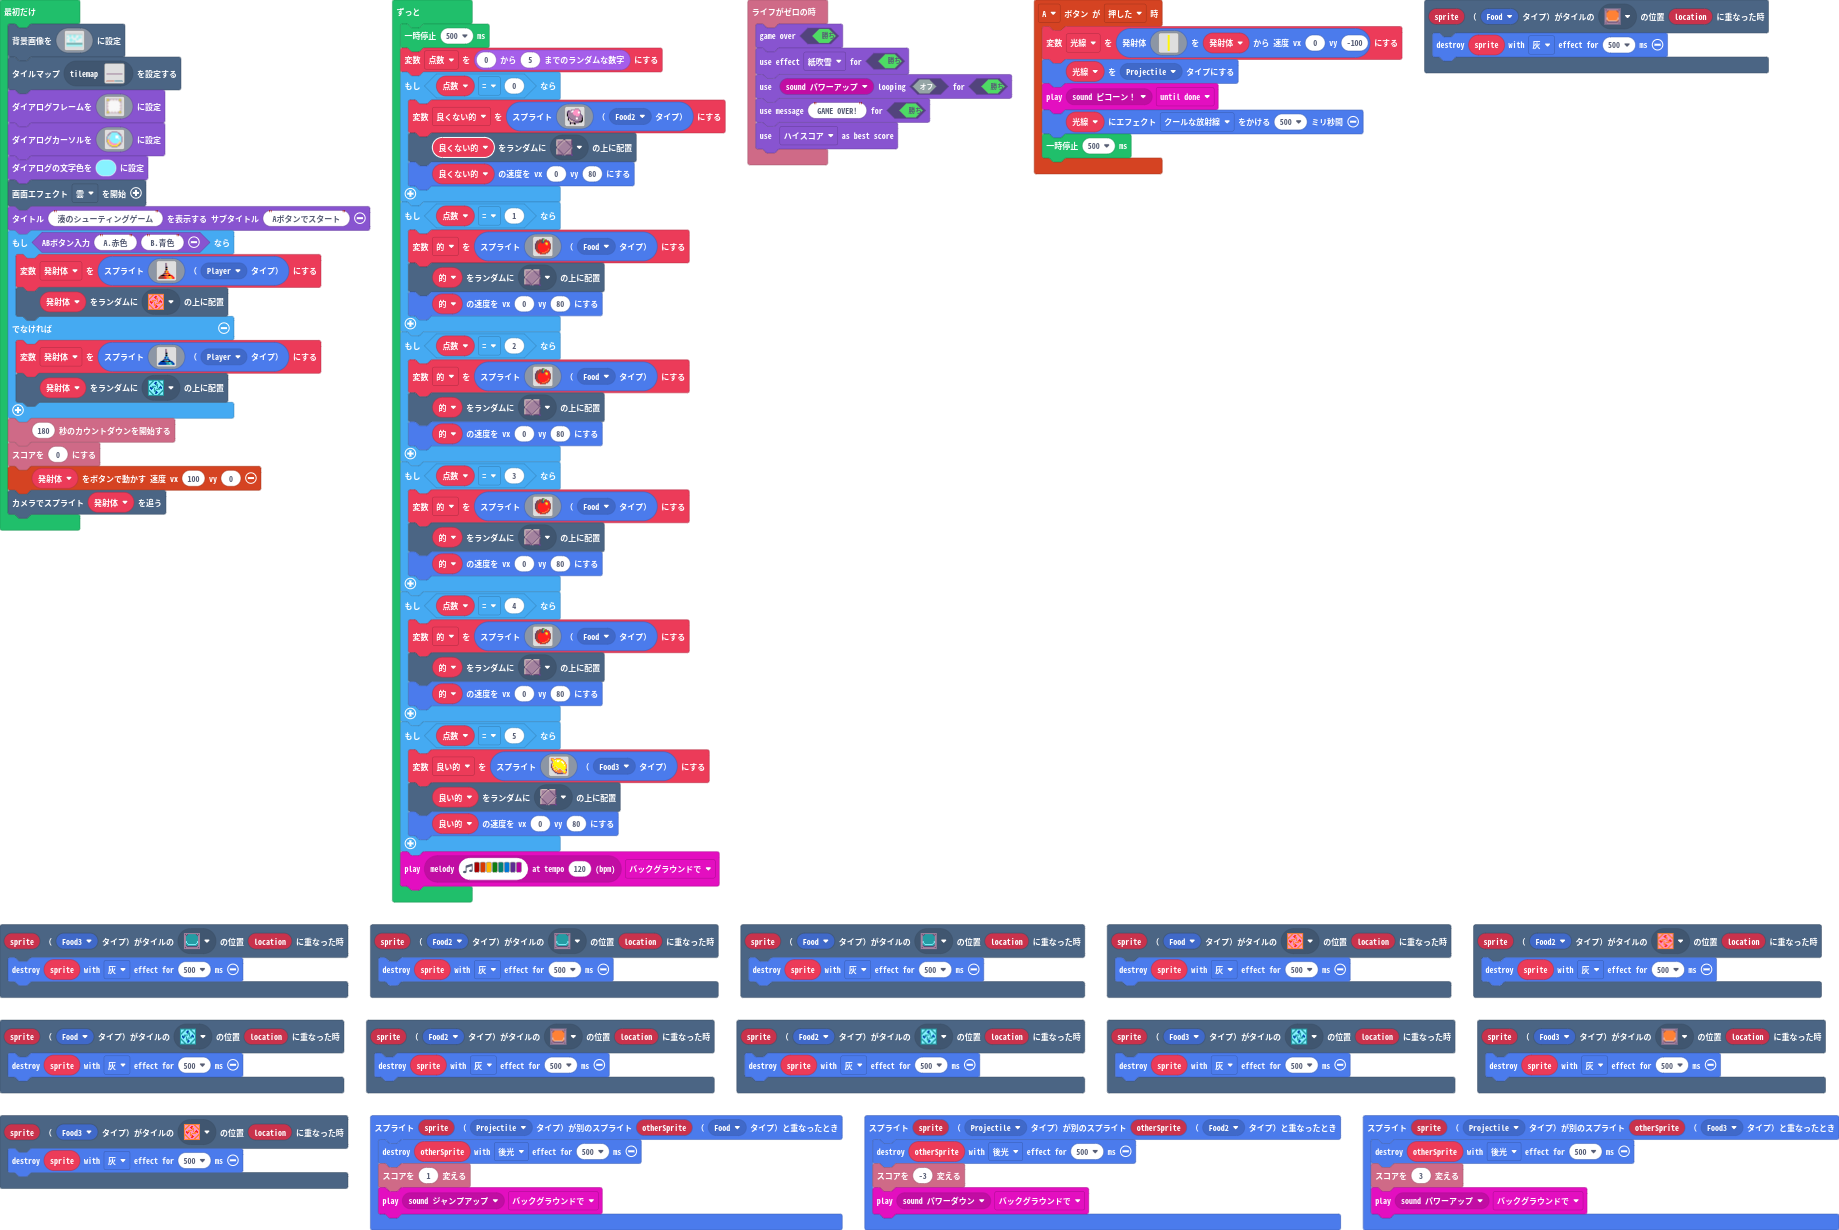 最初だけ
背景画像を に設定
タイルマップ tilemap を設定する
ダイアログフレームを に設定
ダイアログカーソルを に設定
ダイアログの文字色を に設定
画面エフェクト 雲 を開始
タイトル 湊のシューティングゲーム を表示する サブタイトル Aボタンでスタート
もし ABボタン入力 A.赤色 B.青色 なら
変数 発射体 を スプライト ( Player タイプ) にする
発射体 をランダムに の上に配置
でなければ
変数 発射体 を スプライト ( Player タイプ) にする
発射体 をランダムに の上に配置
180 秒のカウントダウンを開始する
スコアを 0 にする
発射体 をボタンで動かす 速度 vx 100 vy 0
カメラでスプライト 発射体 を追う
ずっと
一時停止 500 ms
変数 点数 を 0 から 5 までのランダムな数字 にする
もし 点数 = 0 なら
変数 良くない的 を スプライト ( Food2 タイプ) にする
良くない的 をランダムに の上に配置
良くない的 の速度を vx 0 vy 80 にする
もし 点数 = 1 なら
変数 的 を スプライト ( Food タイプ) にする
的 をランダムに の上に配置
的 の速度を vx 0 vy 80 にする
もし 点数 = 2 なら
変数 的 を スプライト ( Food タイプ) にする
的 をランダムに の上に配置
的 の速度を vx 0 vy 80 にする
もし 点数 = 3 なら
変数 的 を スプライト ( Food タイプ) にする
的 をランダムに の上に配置
的 の速度を vx 0 vy 80 にする
もし 点数 = 4 なら
変数 的 を スプライト ( Food タイプ) にする
的 をランダムに の上に配置
的 の速度を vx 0 vy 80 にする
もし 点数 = 5 なら
変数 良い的 を スプライト ( Food3 タイプ) にする
良い的 をランダムに の上に配置
良い的 の速度を vx 0 vy 80 にする
play melody at tempo 120 (bpm) バックグラウンドで
ライフがゼロの時
game over 勝ち
use effect 紙吹雪 for 勝ち
use sound パワーアップ looping オフ for 勝ち
use message GAME OVER! for 勝ち
use ハイスコア as best score
A ボタン が 押した 時
変数 光線 を 発射体 を 発射体 から 速度 vx 0 vy -100 にする
光線 を Projectile タイプにする
play sound ピコーン! until done
光線 にエフェクト クールな放射線 をかける 500 ミリ秒間
一時停止 500 ms
sprite ( Food タイプ) がタイルの の位置 location に重なった時
destroy sprite with 灰 effect for 500 ms
sprite ( Food3 タイプ) がタイルの の位置 location に重なった時
destroy sprite with 灰 effect for 500 ms
sprite ( Food2 タイプ) がタイルの の位置 location に重なった時
destroy sprite with 灰 effect for 500 ms
sprite ( Food タイプ) がタイルの の位置 location に重なった時
destroy sprite with 灰 effect for 500 ms
sprite ( Food タイプ) がタイルの の位置 location に重なった時
destroy sprite with 灰 effect for 500 ms
sprite ( Food2 タイプ) がタイルの の位置 location に重なった時
destroy sprite with 灰 effect for 500 ms
sprite ( Food タイプ) がタイルの の位置 location に重なった時
destroy sprite with 灰 effect for 500 ms
sprite ( Food2 タイプ) がタイルの の位置 location に重なった時
destroy sprite with 灰 effect for 500 ms
sprite ( Food2 タイプ) がタイルの の位置 location に重なった時
destroy sprite with 灰 effect for 500 ms
sprite ( Food3 タイプ) がタイルの の位置 location に重なった時
destroy sprite with 灰 effect for 500 ms
sprite ( Food3 タイプ) がタイルの の位置 location に重なった時
destroy sprite with 灰 effect for 500 ms
sprite ( Food3 タイプ) がタイルの の位置 location に重なった時
destroy sprite with 灰 effect for 500 ms
スプライト sprite ( Projectile タイプ) が別のスプライト otherSprite ( Food タイプ) と重なったとき
destroy otherSprite with 後光 effect for 500 ms
スコアを 1 変える
play sound ジャンプアップ バックグラウンドで
スプライト sprite ( Projectile タイプ) が別のスプライト otherSprite ( Food2 タイプ) と重なったとき
destroy otherSprite with 後光 effect for 500 ms
スコアを -3 変える
play sound パワーダウン バックグラウンドで
スプライト sprite ( Projectile タイプ) が別のスプライト otherSprite ( Food3 タイプ) と重なったとき
destroy otherSprite with 後光 effect for 500 ms
スコアを 3 変える
play sound パワーアップ バックグラウンドで